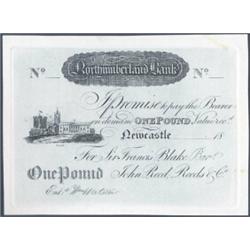 Northumberland Bank
No No
I Promise to pay the Bearer
on demand ONE POUND, Value recd.
Newcastle 18
For Sir Francis Blake Bart
One Pound John Reed, Reeds & Co.
Entd.